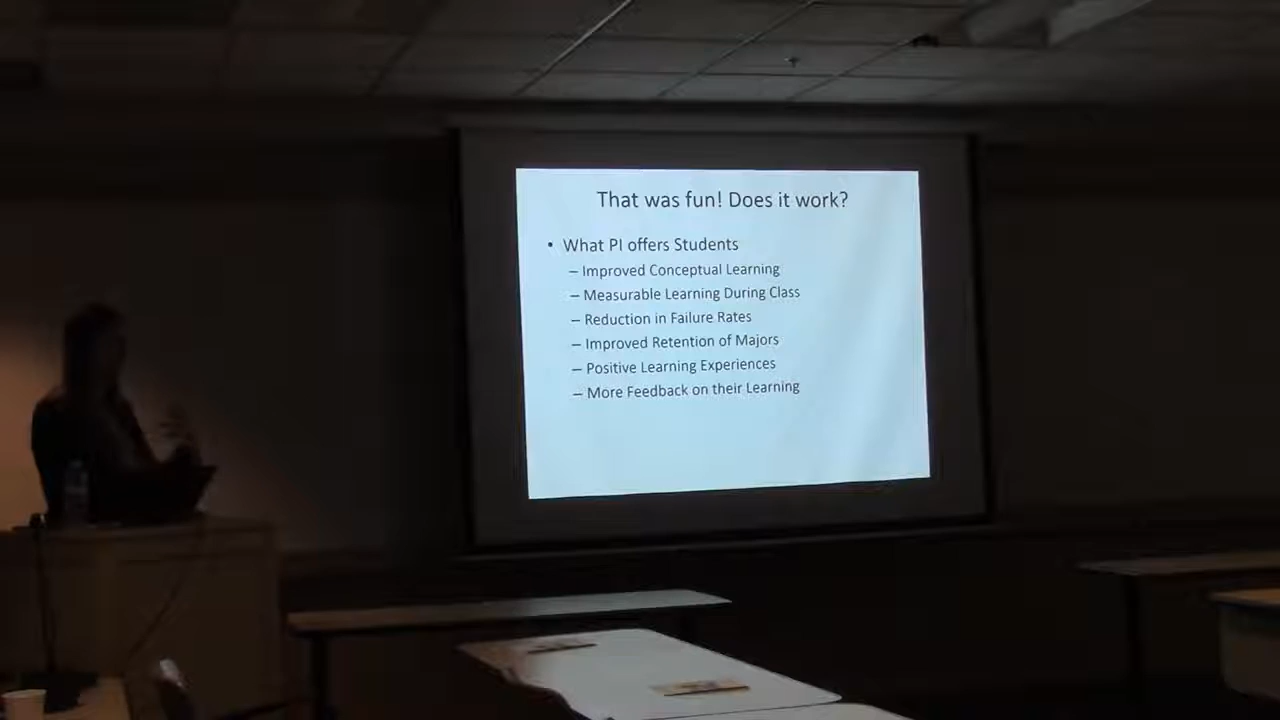 That was fun! Does it work?
• What PI offers Students
– Improved Conceptual Learning
– Measurable Learning During Class
– Reduction in Failure Rates
– Improved Retention of Majors
– Positive Learning Experiences
– More Feedback on their Learning